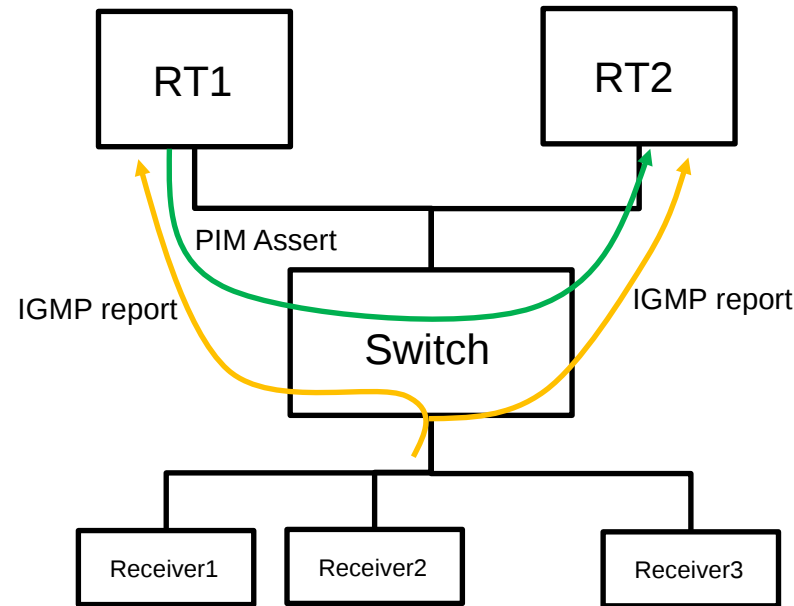 RT1
RT2
PIM Assert
IGMP report
IGMP report
Switch
Receiver1
Receiver2
Receiver3